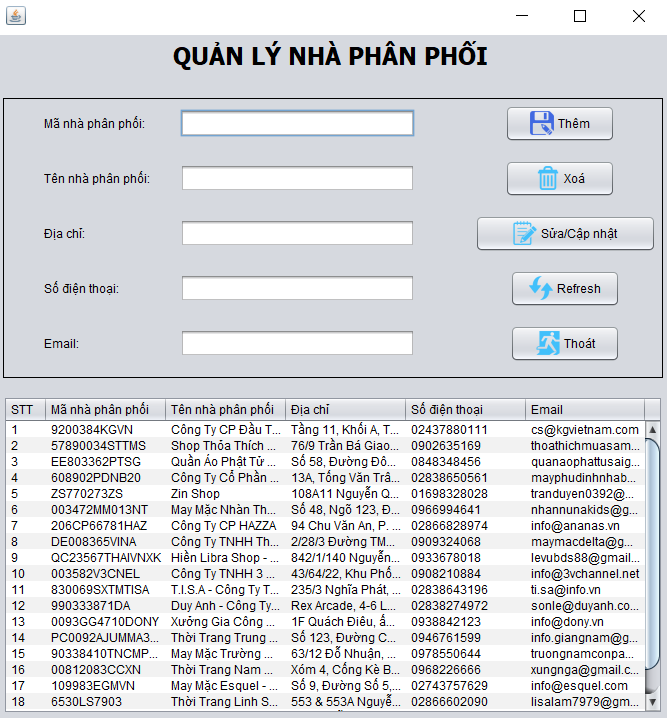 QUẢN LÝ NHÀ PHÂN PHỐI
Mã nhà phân phối: Thêm
Tên nhà phân phối: Xoá
Địa chỉ: Sửa/Cập nhật
Số điện thoại: Refresh
Email: Thoát
STT Mã nhà phân phối Tên nhà phân phối Địa chỉ Số điện thoại Email
1 9200384KGVN Công Ty CP Đầu T... Tầng 11, Khối A, T... 02437880111 cs@kgvietnam.com
2 57890034STTMS Shop Thỏa Thích ... 76/9 Trần Bá Giao... 0902635169 thoathichmuasam...
3 EE803362PTSG Quần Áo Phật Tử ... Số 58, Đường Đô... 0848348456 quanaophattusaig...
4 608902PDNB20 Công Ty Cổ Phần ... 13A, Tống Văn Trâ... 02838650561 mayphudinhnhab...
5 ZS770273ZS Zin Shop 108A11 Nguyễn Q... 01698328028 tranduyen0392@...
6 003472MM013NT May Mặc Nhàn Th... Số 48, Ngõ 123, Đ... 0966994641 nhannunakids@g...
7 206CP66781HAZ Công Ty CP HAZZA 94 Chu Văn An, P. ... 02866828974 info@ananas.vn
8 DE008365VINA Công Ty TNHH Th... 2/28/3 Đường TM... 0909324068 maymacdelta@g...
9 QC23567THAIVNXK Hiền Libra Shop - ... 842/1/140 Nguyễn... 0933678018 levubds88@gmail...
10 003582V3CNEL Công Ty TNHH 3 ... 43/64/22, Khu Phố... 0908210884 info@3vchannel.net
11 830069SXTMTISA T.I.S.A - Công Ty T... 235/3 Nghĩa Phát, ... 02838643196 ti.sa@info.vn
12 990333871DA Duy Anh - Công Ty... Rex Arcade, 4-6 L... 02838274972 sonle@duyanh.co...
13 0093GG4710DONY Xưởng Gia Công ... 1F Quách Điêu, ấ... 0938842123 info@dony.vn
14 PC0092AJUMMA3... Thời Trang Trung ... Số 123, Đường C... 0946761599 info.giangnam@g...
15 90338410TNCMP... May Mặc Trường ... 63/12 Đỗ Nhuận, ... 0978550644 truongnamconpa...
16 00812083CCXN Thời Trang Nam ... Xóm 4, Cống Kè B... 0968226666 xungnga@gmail.c...
17 109983EGMVN May Mặc Esquel - ... Số 9, Đường Số 5,... 02743757629 info@esquel.com
18 6530LS7903 Thời Trang Linh S... 553 & 553A Nguyễ... 02866602090 lisalam7979@gm...